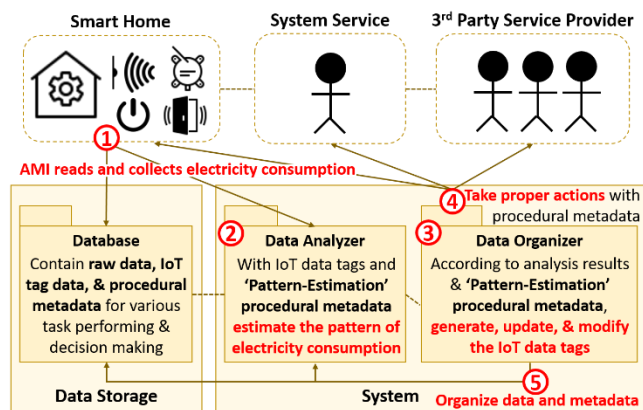 Smart Home
System Service
3rd Party Service Provider
1
AMI reads and collects electricity consumption
4
Take proper actions with
procedural metadata
Database
Contain raw data, IoT
tag data, & procedural
metadata for various
task performing &
decision making
2
Data Analyzer
With IoT data tags and
‘Pattern-Estimation’
procedural metadata
estimate the pattern of
electricity consumption
3
Data Organizer
According to analysis results
& ‘Pattern-Estimation’
procedural metadata,
generate, update, & modify
the IoT data tags
5
Organize data and metadata
Data Storage
System